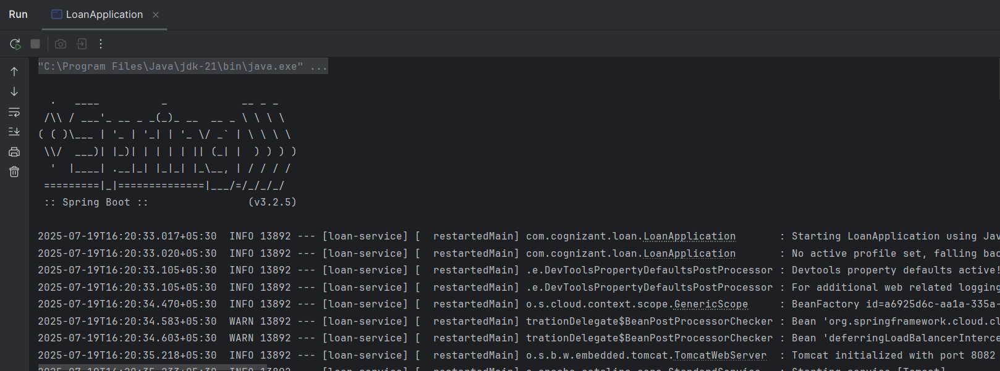 Run LoanApplication
"C:\Program Files\Java\jdk-21\bin\java.exe" ...
  .   ____          _            __ _ _
 /\\ / ___'_ __ _ _(_)_ __  __ _ \ \ \ \
( ( )\___ | '_ | '_| | '_ \/ _` | \ \ \ \
 \\/  ___)| |_)| | | | | || (_| |  ) ) ) )
  '  |____| .__|_| |_|_| |_\__, | / / / /
 =========|_|==============|___/=/_/_/_/
 :: Spring Boot ::                (v3.2.5)
2025-07-19T16:20:33.017+05:30  INFO 13892 --- [loan-service] [  restartedMain] com.cognizant.loan.LoanApplication       : Starting LoanApplication using Jav
2025-07-19T16:20:33.020+05:30  INFO 13892 --- [loan-service] [  restartedMain] com.cognizant.loan.LoanApplication       : No active profile set, falling bac
2025-07-19T16:20:33.105+05:30  INFO 13892 --- [loan-service] [  restartedMain] .e.DevToolsPropertyDefaultsPostProcessor : Devtools property defaults active!
2025-07-19T16:20:33.105+05:30  INFO 13892 --- [loan-service] [  restartedMain] .e.DevToolsPropertyDefaultsPostProcessor : For additional web related logging
2025-07-19T16:20:34.470+05:30  INFO 13892 --- [loan-service] [  restartedMain] o.s.cloud.context.scope.GenericScope     : BeanFactory id=a6925d6c-aa1a-335a-
2025-07-19T16:20:34.583+05:30  WARN 13892 --- [loan-service] [  restartedMain] trationDelegate$BeanPostProcessorChecker : Bean 'org.springframework.cloud.cl
2025-07-19T16:20:34.603+05:30  WARN 13892 --- [loan-service] [  restartedMain] trationDelegate$BeanPostProcessorChecker : Bean 'deferringLoadBalancerInterce
2025-07-19T16:20:35.218+05:30  INFO 13892 --- [loan-service] [  restartedMain] o.s.b.w.embedded.tomcat.TomcatWebServer  : Tomcat initialized with port 8082
2025-07-19T16:20:35.233+05:30  INFO 13892 --- [loan-service] [  restartedMain] o.apache.catalina.core.StandardService   : Starting service [Tomcat]